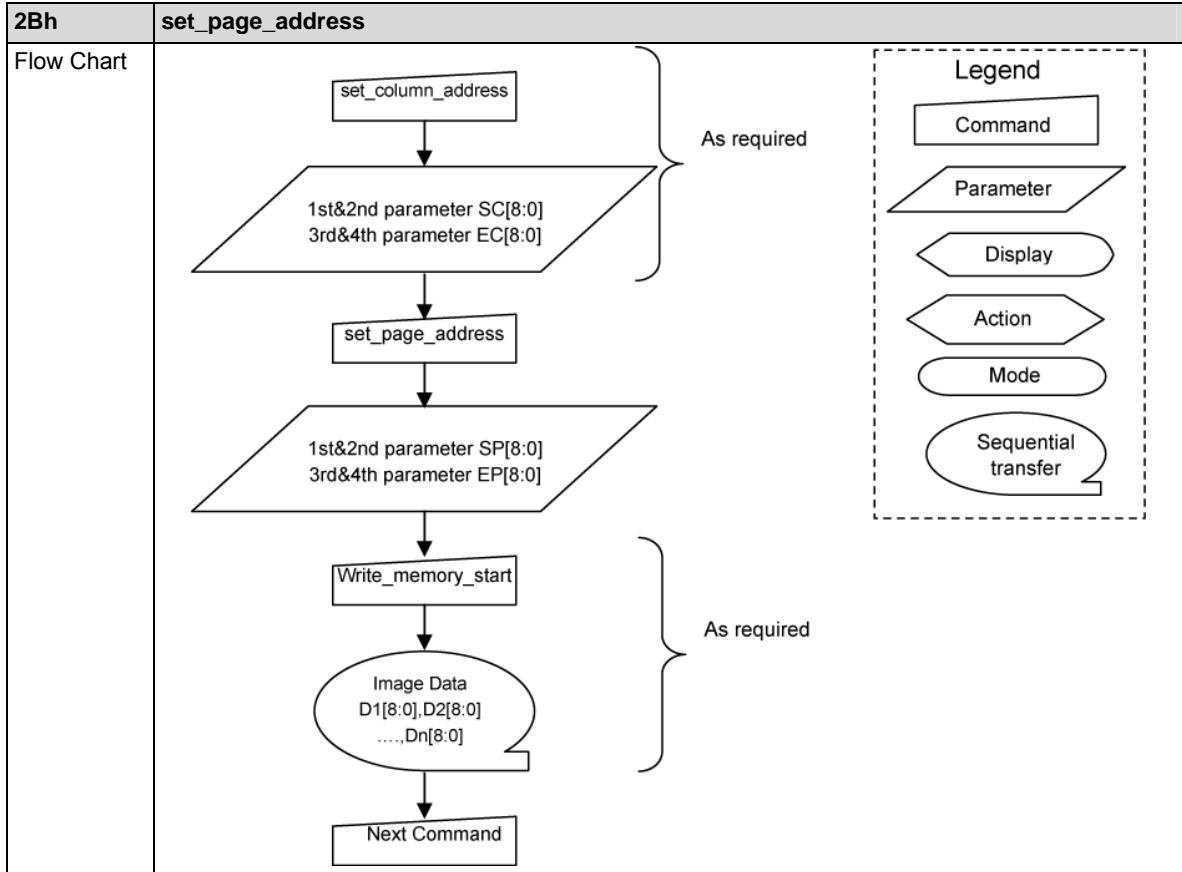 2Bh set_page_address
Flow Chart
set_column_address
As required
1st&2nd parameter SC[8:0]
3rd&4th parameter EC[8:0]
set_page_address
1st&2nd parameter SP[8:0]
3rd&4th parameter EP[8:0]
Write_memory_start
As required
Image Data
D1[8:0],D2[8:0]
....,Dn[8:0]
Next Command
Legend
Command
Parameter
Display
Action
Mode
Sequential
transfer